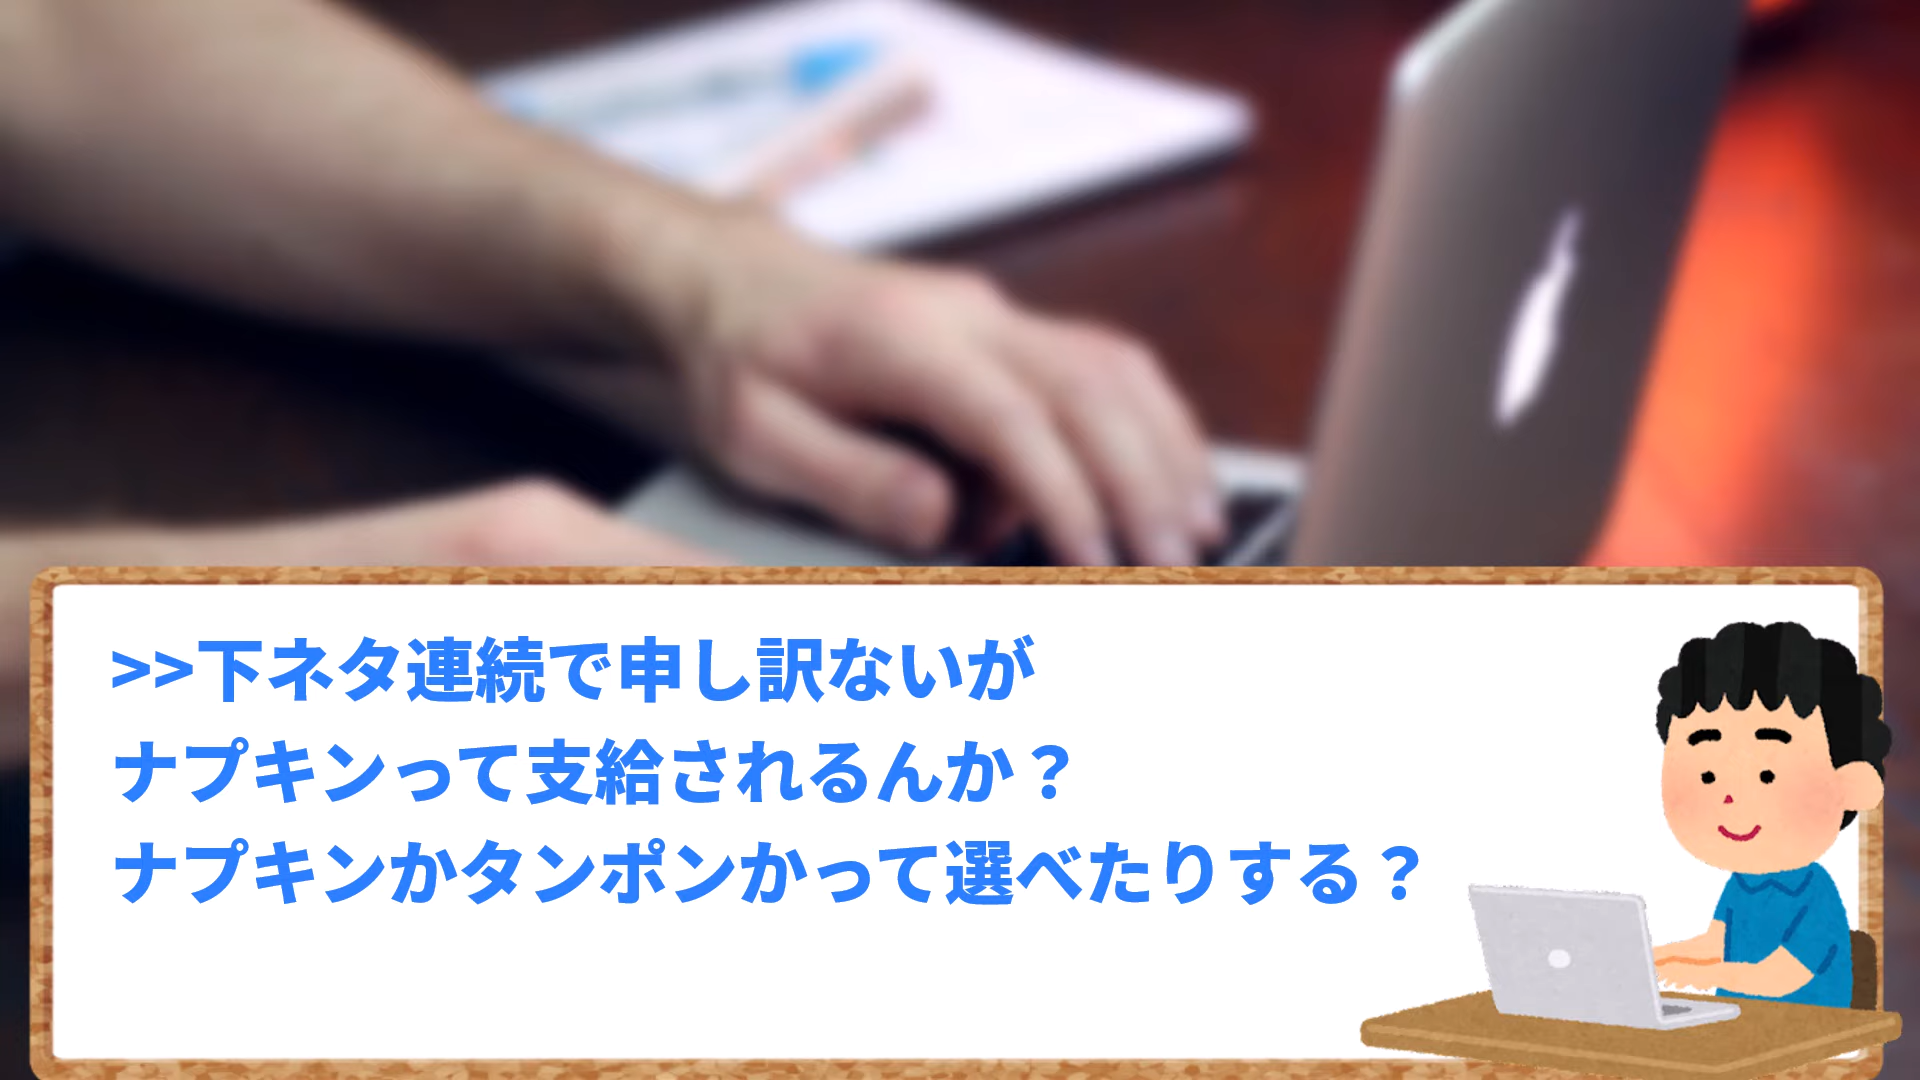 >>下ネタ連続で申し訳ないが
ナプキンって支給されるんか？
ナプキンかタンポンかって選べたりする？